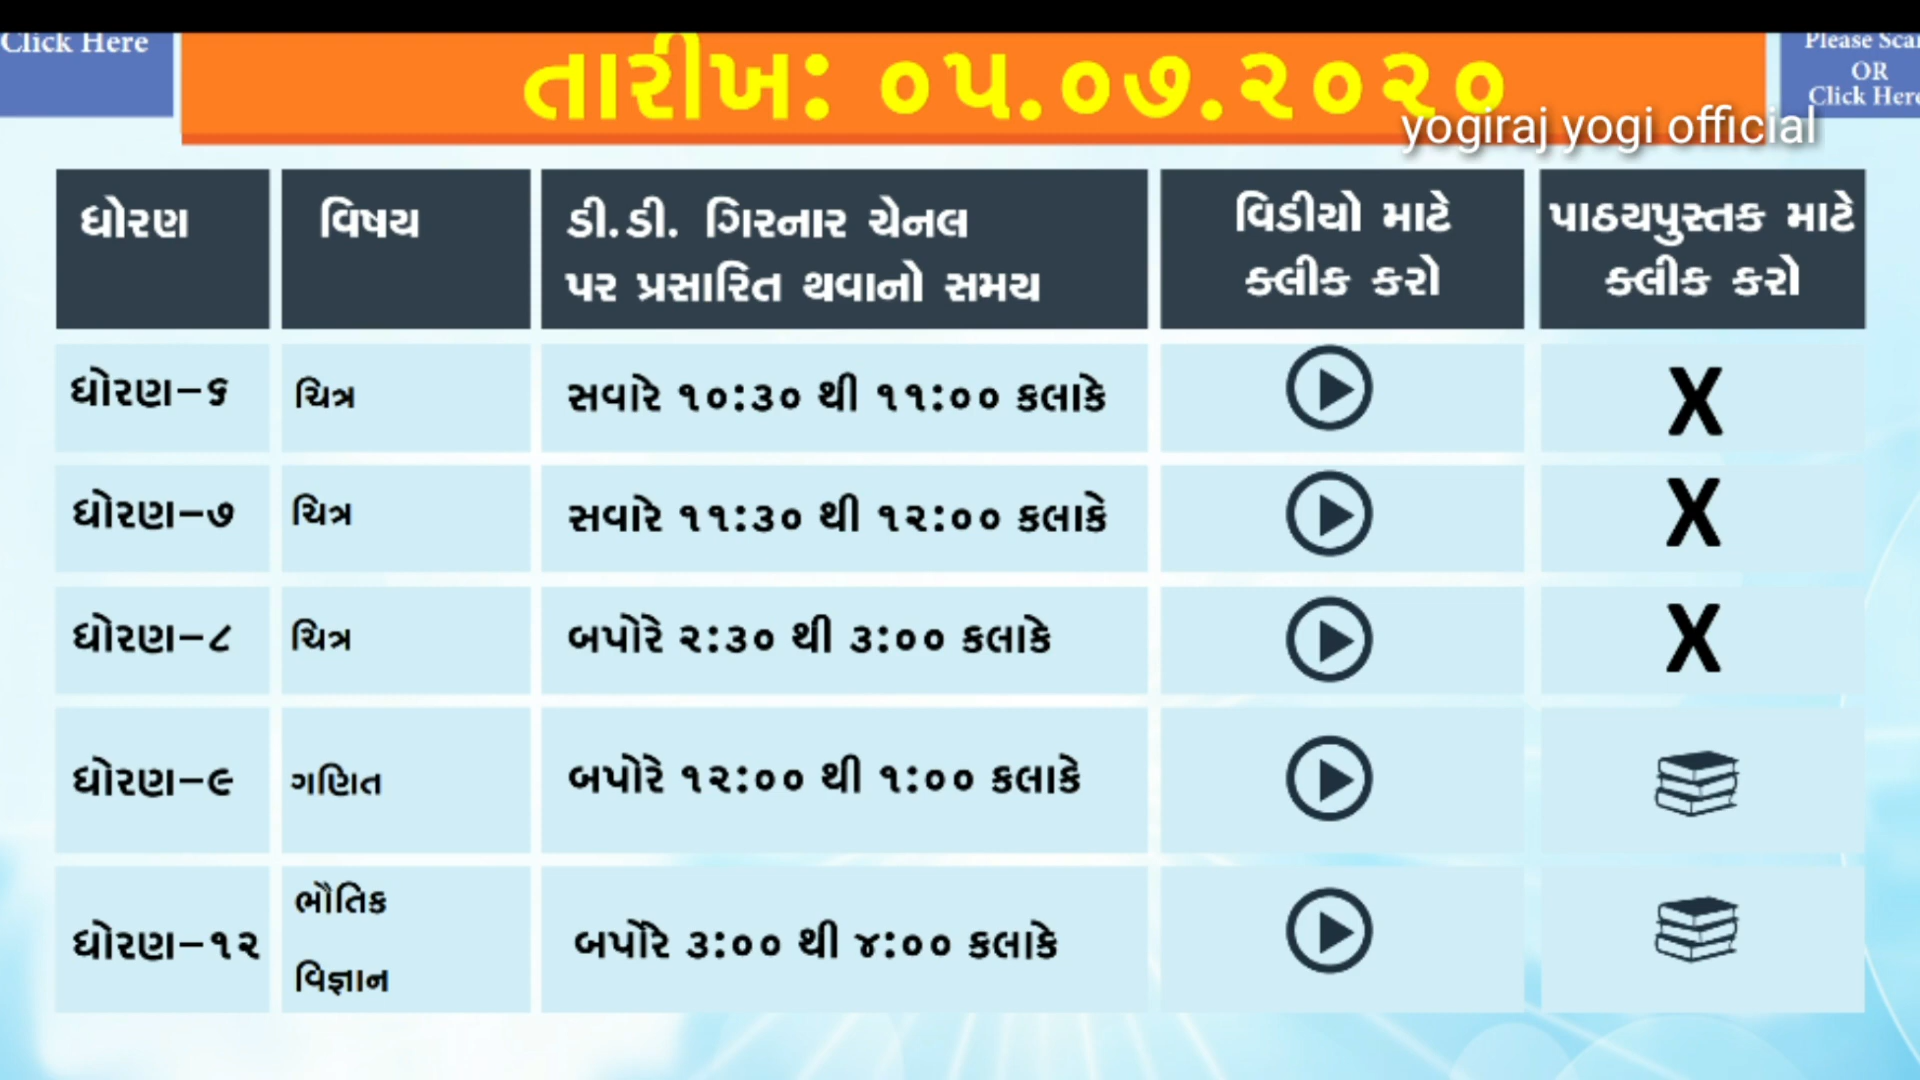 Click Here
તારીખ: ૦૫.૦૭.૨૦૨૦
Please Scan
OR
Click Here
yogiraj yogi official
ધોરણ
વિષય
ડી.ડી. ગિરનાર ચેનલ
પર પ્રસારિત થવાનો સમય
વિડીયો માટે
ક્લીક કરો
પાઠયપુસ્તક માટે
ક્લીક કરો
ધોરણ-૬
ચિત્ર
સવારે ૧૦:૩૦ થી ૧૧:૦૦ કલાકે
X
ધોરણ-૭
ચિત્ર
સવારે ૧૧:૩૦ થી ૧૨:૦૦ કલાકે
X
ધોરણ-૮
ચિત્ર
બપોરે ૨:૩૦ થી ૩:૦૦ કલાકે
X
ધોરણ-૯
ગણિત
બપોરે ૧૨:૦૦ થી ૧:૦૦ કલાકે
ધોરણ-૧૨
ભૌતિક
વિજ્ઞાન
બપોરે ૩:૦૦ થી ૪:૦૦ કલાકે